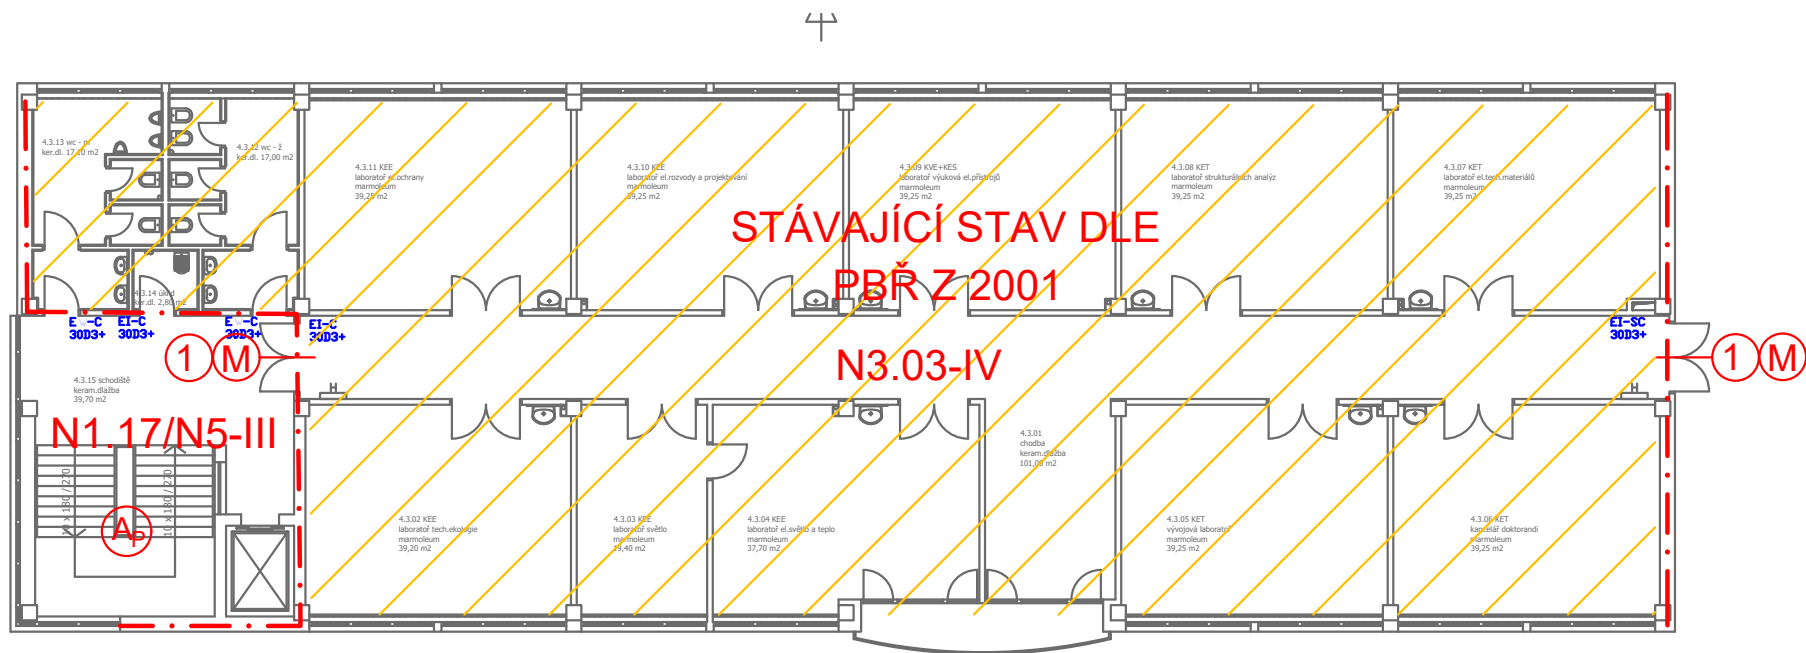 4.3.13 wc - m
ker.dl. 17,10 m2
4.3.12 wc - ž
ker.dl. 17,00 m2
4.3.11 KEE
laboratoř el.ochrany
marmoleum
39,25 m2
4.3.10 KEE
laboratoř el.rozvody a projektování
marmoleum
39,25 m2
4.3.09 KVE+KES
laboratoř výuková el.přístrojů
marmoleum
39,25 m2
4.3.08 KET
laboratoř strukturálních analýz
marmoleum
39,25 m2
4.3.07 KET
laboratoř el.tech.materiálů
marmoleum
39,25 m2
STÁVAJÍCÍ STAV DLE
PBŘ Z 2001
4.3.14 úklid
ker.dl. 2,80 m2
30D3+
EI-C
30D3+
30D3+
EI-C
30D3+
EI-SC
30D3+
1 M
1 M
N3.03-IV
4.3.15 schodiště
keram.dlažba
39,70 m2
N1.17/N5-III
H
H
4.3.01
chodba
keram.dlažba
101,05 m2
10 x 180 / 270
10 x 180 / 270
AP
4.3.02 KEE
laboratoř tech.ekologie
marmoleum
39,20 m2
4.3.03 KEE
laboratoř světlo
marmoleum
19,40 m2
4.3.04 KEE
laboratoř el.světlo a teplo
marmoleum
37,70 m2
4.3.05 KET
vývojová laboratoř
marmoleum
39,25 m2
4.3.06 KET
kancelář doktorandi
marmoleum
39,25 m2